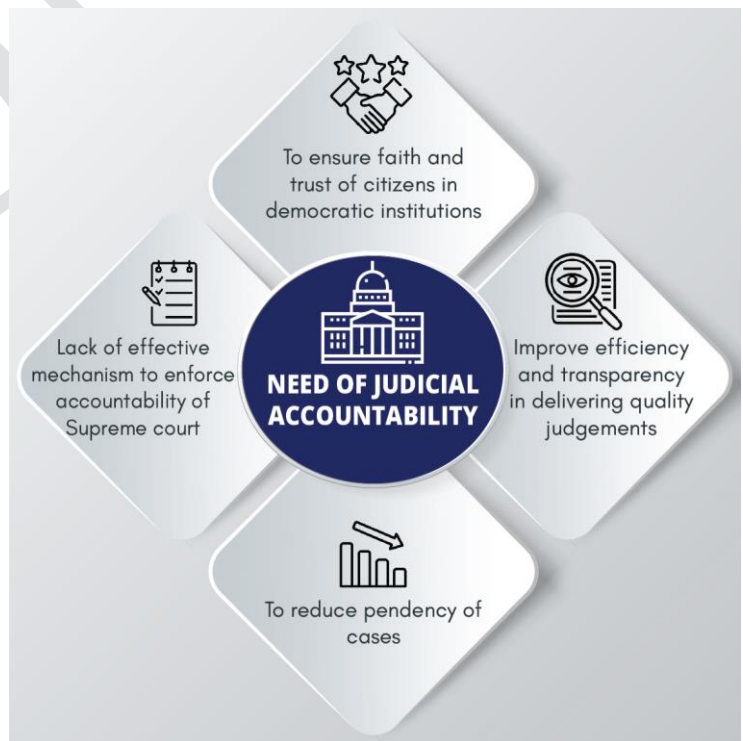 To ensure faith and
trust of citizens in
democratic institutions
Lack of effective
mechanism to enforce
accountability of
Supreme court
NEED OF JUDICIAL
ACCOUNTABILITY
Improve efficiency
and transparency
in delivering quality
judgements
To reduce pendency of
cases